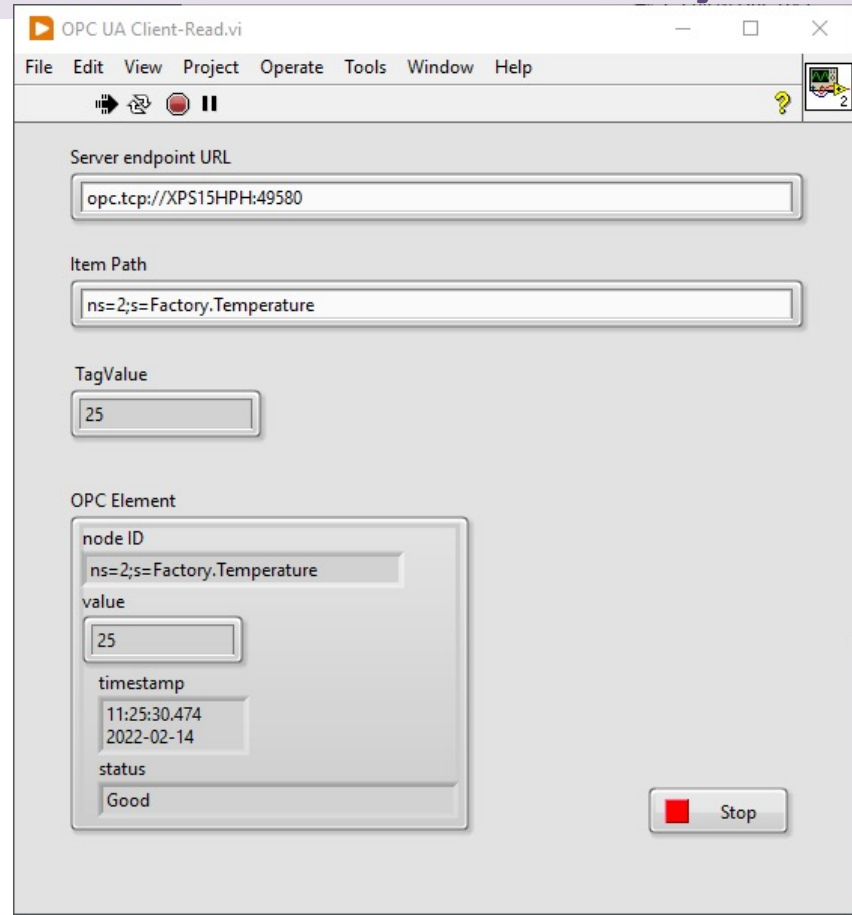 OPC UA Client-Read.vi
File Edit View Project Operate Tools Window Help
2
Server endpoint URL
opc.tcp://XPS15HPH:49580
Item Path
ns=2;s=Factory.Temperature
TagValue
25
OPC Element
node ID
ns=2;s=Factory.Temperature
value
25
timestamp
11:25:30.474
2022-02-14
status
Good
Stop